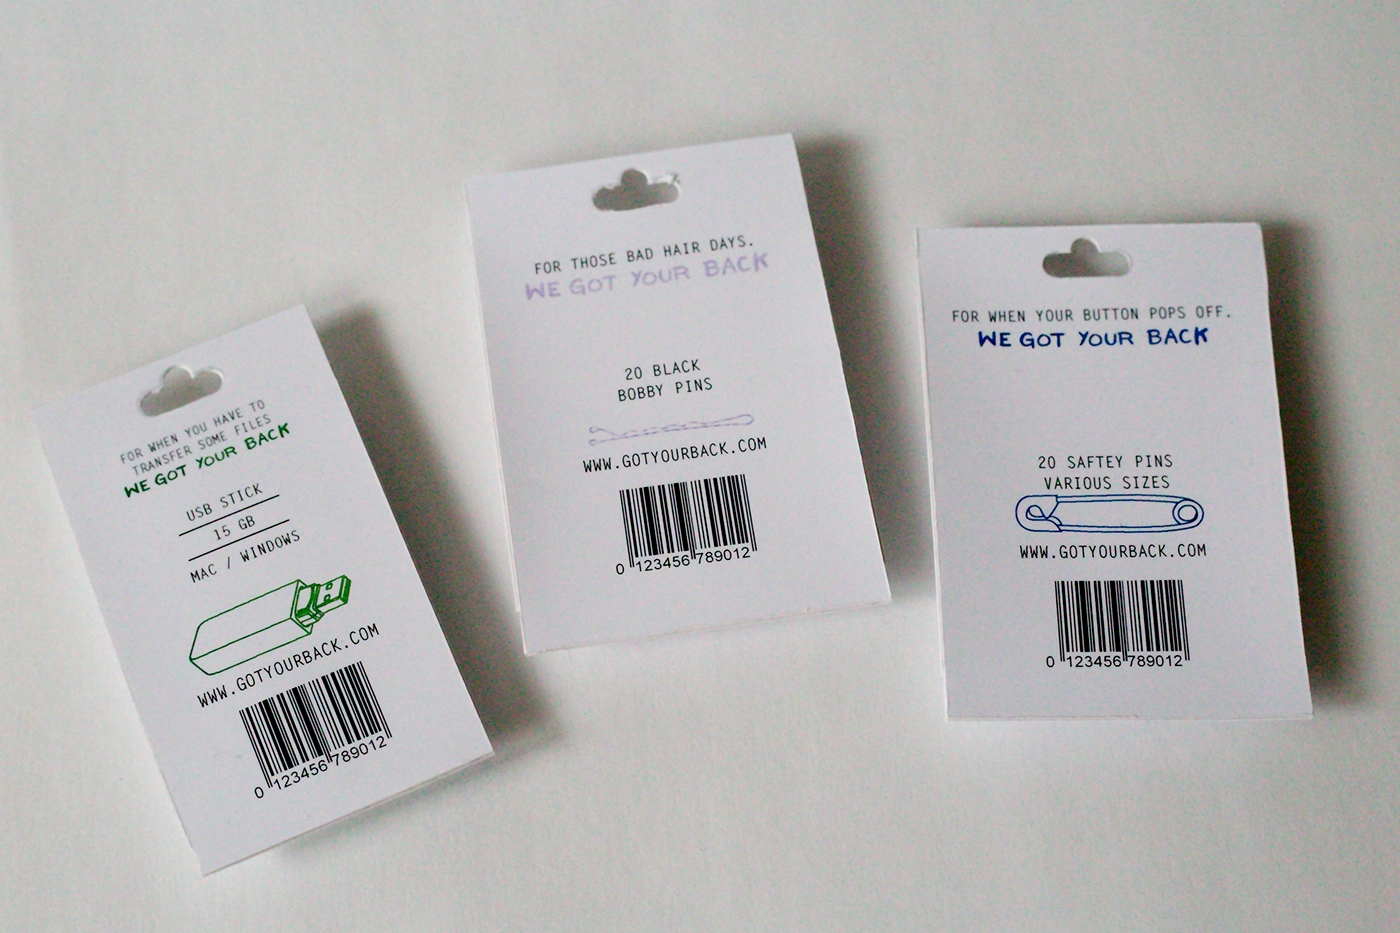 FOR WHEN YOU HAVE TO
TRANSFER SOME FILES
WE GOT YOUR BACK
USB STICK
15 GB
MAC / WINDOWS
WWW.GOTYOURBACK.COM
0 123456 789012
FOR THOSE BAD HAIR DAYS.
WE GOT YOUR BACK
20 BLACK
BOBBY PINS
WWW.GOTYOURBACK.COM
0 123456 789012
FOR WHEN YOUR BUTTON POPS OFF.
WE GOT YOUR BACK
20 SAFTEY PINS
VARIOUS SIZES
WWW.GOTYOURBACK.COM
0 123456 789012